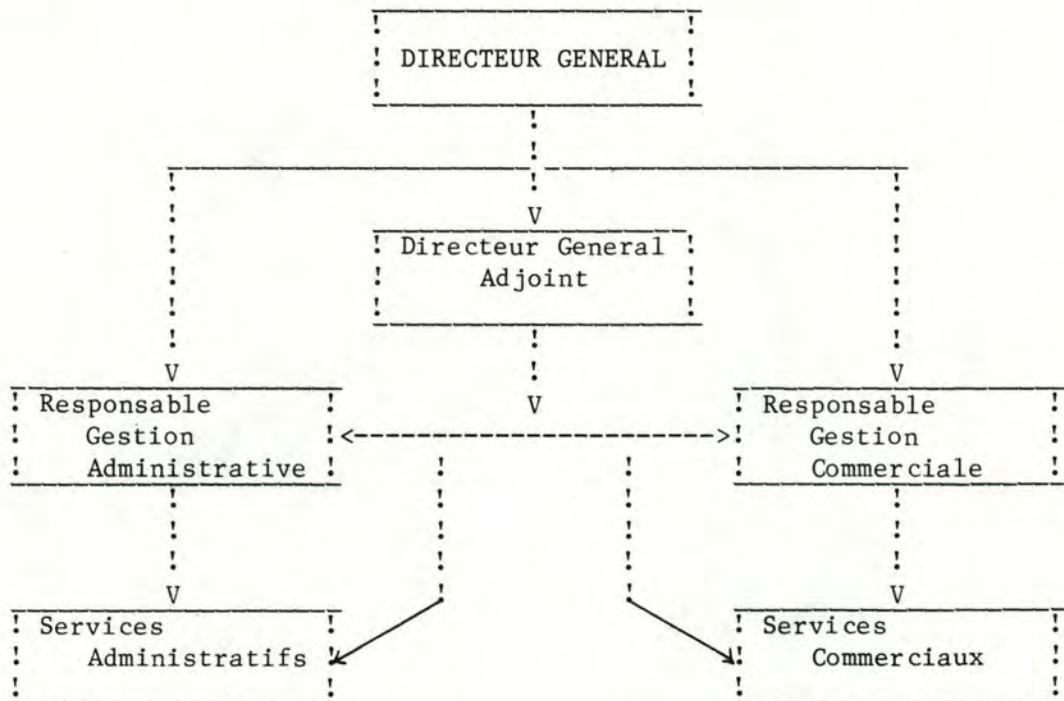 DIRECTEUR GENERAL
Directeur General
Adjoint
Responsable
Gestion
Administrative
Responsable
Gestion
Commerciale
Services
Administratifs
Services
Commerciaux